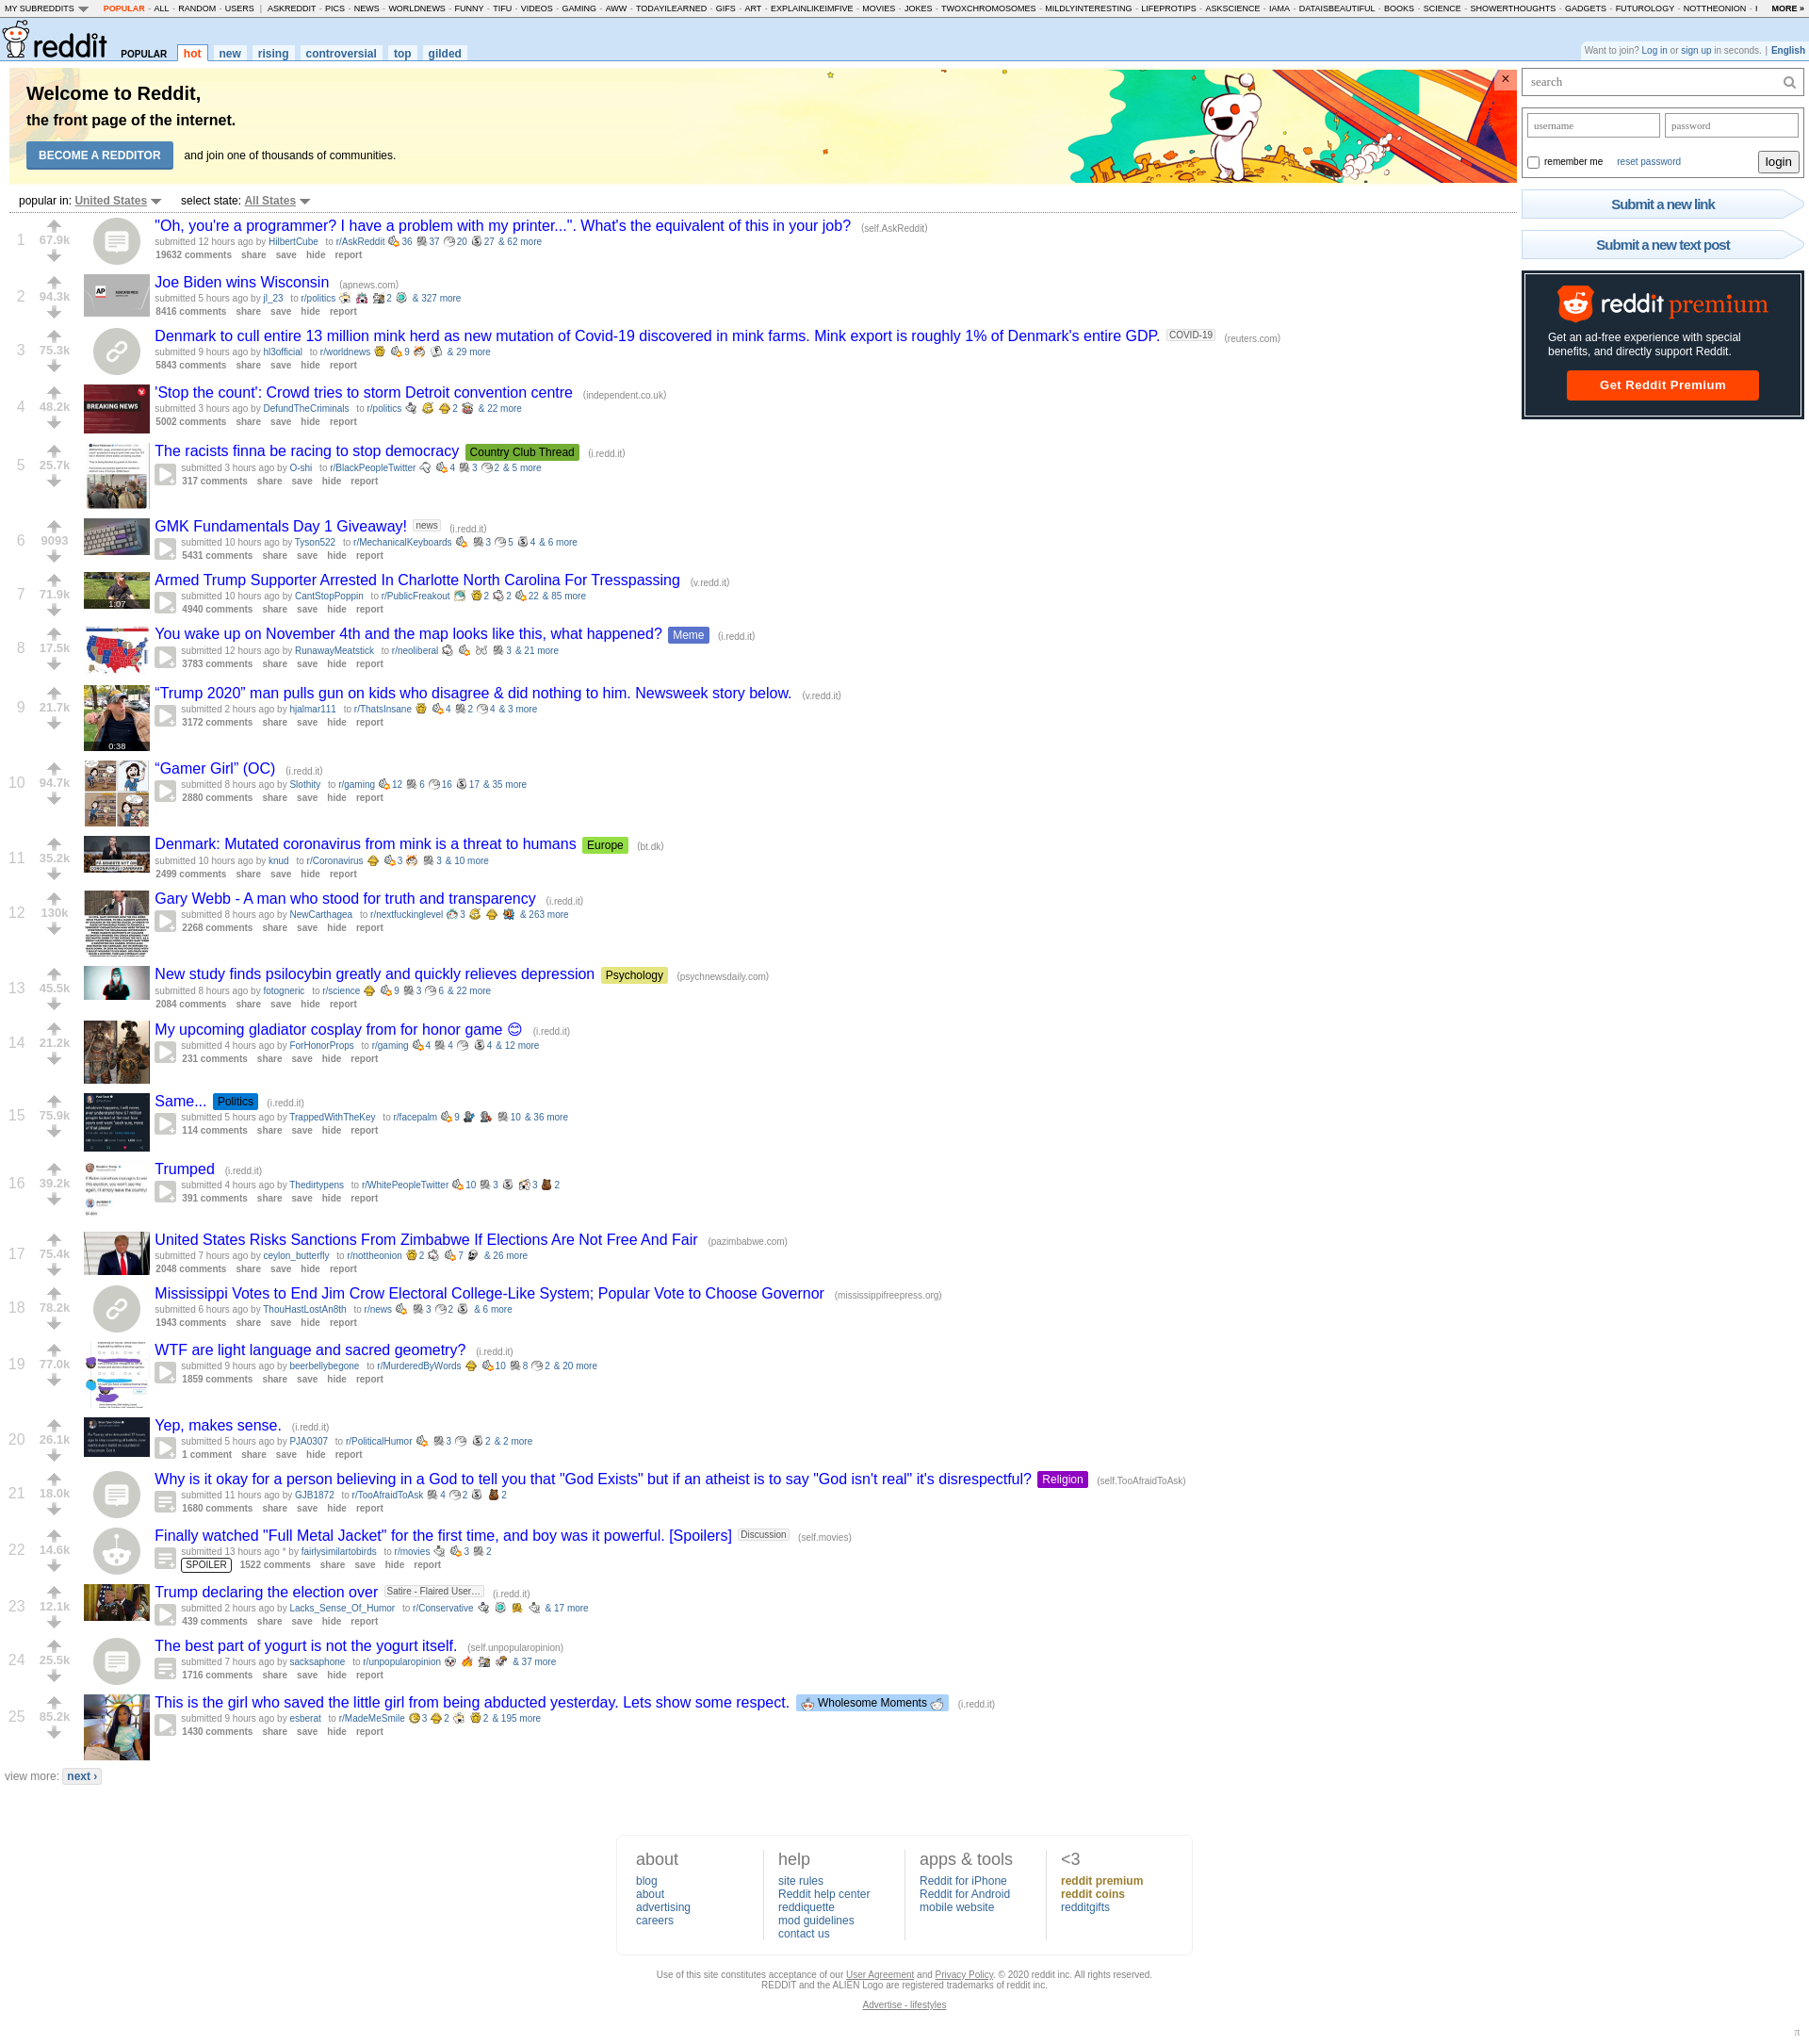 MY SUBREDDITS POPULAR - ALL - RANDOM - USERS | ASKREDDIT - PICS - NEWS - WORLDNEWS - FUNNY - TIFU - VIDEOS - GAMING - AWW - TODAYILEARNED - GIFS - ART - EXPLAINLIKEIMFIVE - MOVIES - JOKES - TWOXCHROMOSOMES - MILDLYINTERESTING - LIFEPROTIPS - ASKSCIENCE - IAMA - DATAISBEAUTIFUL - BOOKS - SCIENCE - SHOWERTHOUGHTS - GADGETS - FUTUROLOGY - NOTTHEONION - I MORE »
reddit POPULAR hot new rising controversial top gilded
Want to join? Log in or sign up in seconds. | English
Welcome to Reddit,
the front page of the internet.
BECOME A REDDITOR and join one of thousands of communities.
×
search
username password
remember me reset password login
Submit a new link
Submit a new text post
reddit premium
Get an ad-free experience with special
benefits, and directly support Reddit.
Get Reddit Premium
popular in: United States select state: All States
1 67.9k
"Oh, you're a programmer? I have a problem with my printer...". What's the equivalent of this in your job? (self.AskReddit)
submitted 12 hours ago by HilbertCube to r/AskReddit 36 37 20 27 & 62 more
19632 comments share save hide report
2 94.3k
AP
Joe Biden wins Wisconsin (apnews.com)
submitted 5 hours ago by jl_23 to r/politics 2 & 327 more
8416 comments share save hide report
3 75.3k
Denmark to cull entire 13 million mink herd as new mutation of Covid-19 discovered in mink farms. Mink export is roughly 1% of Denmark's entire GDP. COVID-19 (reuters.com)
submitted 9 hours ago by hl3official to r/worldnews 9 & 29 more
5843 comments share save hide report
4 48.2k
BREAKING NEWS
'Stop the count': Crowd tries to storm Detroit convention centre (independent.co.uk)
submitted 3 hours ago by DefundTheCriminals to r/politics 2 & 22 more
5002 comments share save hide report
5 25.7k
The racists finna be racing to stop democracy Country Club Thread (i.redd.it)
submitted 3 hours ago by O-shi to r/BlackPeopleTwitter 4 3 2 & 5 more
317 comments share save hide report
6 9093
GMK Fundamentals Day 1 Giveaway! news (i.redd.it)
submitted 10 hours ago by Tyson522 to r/MechanicalKeyboards 3 5 4 & 6 more
5431 comments share save hide report
7 71.9k
1:07
Armed Trump Supporter Arrested In Charlotte North Carolina For Tresspassing (v.redd.it)
submitted 10 hours ago by CantStopPoppin to r/PublicFreakout 2 2 22 & 85 more
4940 comments share save hide report
8 17.5k
You wake up on November 4th and the map looks like this, what happened? Meme (i.redd.it)
submitted 12 hours ago by RunawayMeatstick to r/neoliberal 3 & 21 more
3783 comments share save hide report
9 21.7k
0:38
“Trump 2020” man pulls gun on kids who disagree & did nothing to him. Newsweek story below. (v.redd.it)
submitted 2 hours ago by hjalmar111 to r/ThatsInsane 4 2 4 & 3 more
3172 comments share save hide report
10 94.7k
“Gamer Girl” (OC) (i.redd.it)
submitted 8 hours ago by Slothity to r/gaming 12 6 16 17 & 35 more
2880 comments share save hide report
11 35.2k
Denmark: Mutated coronavirus from mink is a threat to humans Europe (bt.dk)
submitted 10 hours ago by knud to r/Coronavirus 3 3 & 10 more
2499 comments share save hide report
12 130k
Gary Webb - A man who stood for truth and transparency (i.redd.it)
submitted 8 hours ago by NewCarthagea to r/nextfuckinglevel 3 & 263 more
2268 comments share save hide report
13 45.5k
New study finds psilocybin greatly and quickly relieves depression Psychology (psychnewsdaily.com)
submitted 8 hours ago by fotogneric to r/science 9 3 6 & 22 more
2084 comments share save hide report
14 21.2k
My upcoming gladiator cosplay from for honor game 😊 (i.redd.it)
submitted 4 hours ago by ForHonorProps to r/gaming 4 4 4 & 12 more
231 comments share save hide report
15 75.9k
Same... Politics (i.redd.it)
submitted 5 hours ago by TrappedWithTheKey to r/facepalm 9 10 & 36 more
114 comments share save hide report
16 39.2k
Trumped (i.redd.it)
submitted 4 hours ago by Thedirtypens to r/WhitePeopleTwitter 10 3 3 2
391 comments share save hide report
17 75.4k
United States Risks Sanctions From Zimbabwe If Elections Are Not Free And Fair (pazimbabwe.com)
submitted 7 hours ago by ceylon_butterfly to r/nottheonion 2 7 & 26 more
2048 comments share save hide report
18 78.2k
Mississippi Votes to End Jim Crow Electoral College-Like System; Popular Vote to Choose Governor (mississippifreepress.org)
submitted 6 hours ago by ThouHastLostAn8th to r/news 3 2 & 6 more
1943 comments share save hide report
19 77.0k
WTF are light language and sacred geometry? (i.redd.it)
submitted 9 hours ago by beerbellybegone to r/MurderedByWords 10 8 2 & 20 more
1859 comments share save hide report
20 26.1k
Yep, makes sense. (i.redd.it)
submitted 5 hours ago by PJA0307 to r/PoliticalHumor 3 2 & 2 more
1 comment share save hide report
21 18.0k
Why is it okay for a person believing in a God to tell you that "God Exists" but if an atheist is to say "God isn't real" it's disrespectful? Religion (self.TooAfraidToAsk)
submitted 11 hours ago by GJB1872 to r/TooAfraidToAsk 4 2 2
1680 comments share save hide report
22 14.6k
Finally watched "Full Metal Jacket" for the first time, and boy was it powerful. [Spoilers] Discussion (self.movies)
submitted 13 hours ago * by fairlysimilartobirds to r/movies 3 2
SPOILER 1522 comments share save hide report
23 12.1k
Trump declaring the election over Satire - Flaired User… (i.redd.it)
submitted 2 hours ago by Lacks_Sense_Of_Humor to r/Conservative & 17 more
439 comments share save hide report
24 25.5k
The best part of yogurt is not the yogurt itself. (self.unpopularopinion)
submitted 7 hours ago by sacksaphone to r/unpopularopinion & 37 more
1716 comments share save hide report
25 85.2k
This is the girl who saved the little girl from being abducted yesterday. Lets show some respect. Wholesome Moments (i.redd.it)
submitted 9 hours ago by esberat to r/MadeMeSmile 3 2 2 & 195 more
1430 comments share save hide report
view more: next ›
about
blog
about
advertising
careers
help
site rules
Reddit help center
reddiquette
mod guidelines
contact us
apps & tools
Reddit for iPhone
Reddit for Android
mobile website
<3
reddit premium
reddit coins
redditgifts
Use of this site constitutes acceptance of our User Agreement and Privacy Policy. © 2020 reddit inc. All rights reserved.
REDDIT and the ALIEN Logo are registered trademarks of reddit inc.
Advertise - lifestyles
π